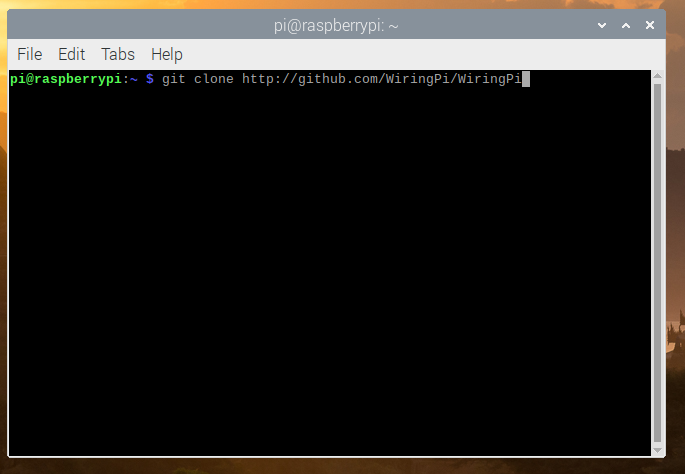 pi@raspberrypi: ~
File Edit Tabs Help
pi@raspberrypi:~ $ git clone http://github.com/WiringPi/WiringPi